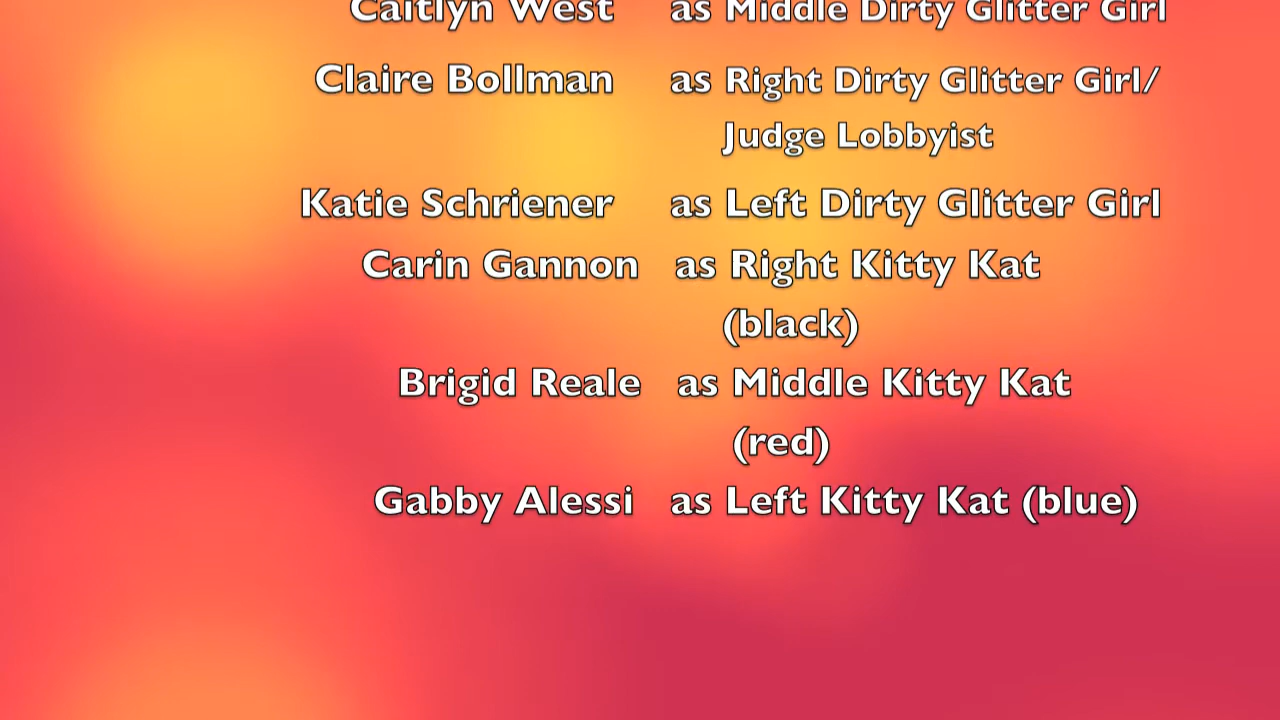 Caitlyn West as Middle Dirty Glitter Girl
Claire Bollman as Right Dirty Glitter Girl/
Judge Lobbyist
Katie Schriener as Left Dirty Glitter Girl
Carin Gannon as Right Kitty Kat
(black)
Brigid Reale as Middle Kitty Kat
(red)
Gabby Alessi as Left Kitty Kat (blue)